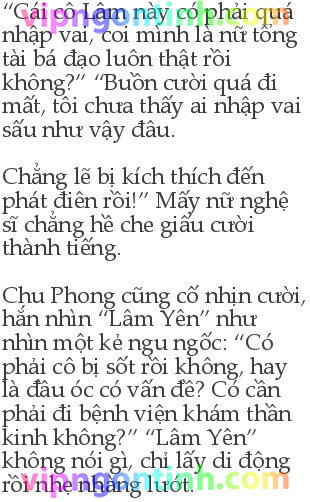 “Cái cô Lâm này có phải quá
nhập vai, coi mình là nữ tổng
tài bá đạo luôn thật rồi
không?” “Buồn cười quá đi
mất, tôi chưa thấy ai nhập vai
sấu như vậy đâu.
Chẳng lẽ bị kích thích đến
phát điên rồi!” Mấy nữ nghệ
sĩ chẳng hề che giấu cười
thành tiếng.
Chu Phong cũng cố nhịn cười,
hắn nhìn “Lâm Yên” như
nhìn một kẻ ngu ngốc: “Cô
phải cô bị sốt rồi không, hay
là đầu óc có vấn đề? Có cần
phải đi bệnh viện khám thần
kinh không?” “Lâm Yên”
không nói gì, chỉ lấy di động
rồi nhẹ nhàng lướt.
vipngontinh.com
vipngontinh.com